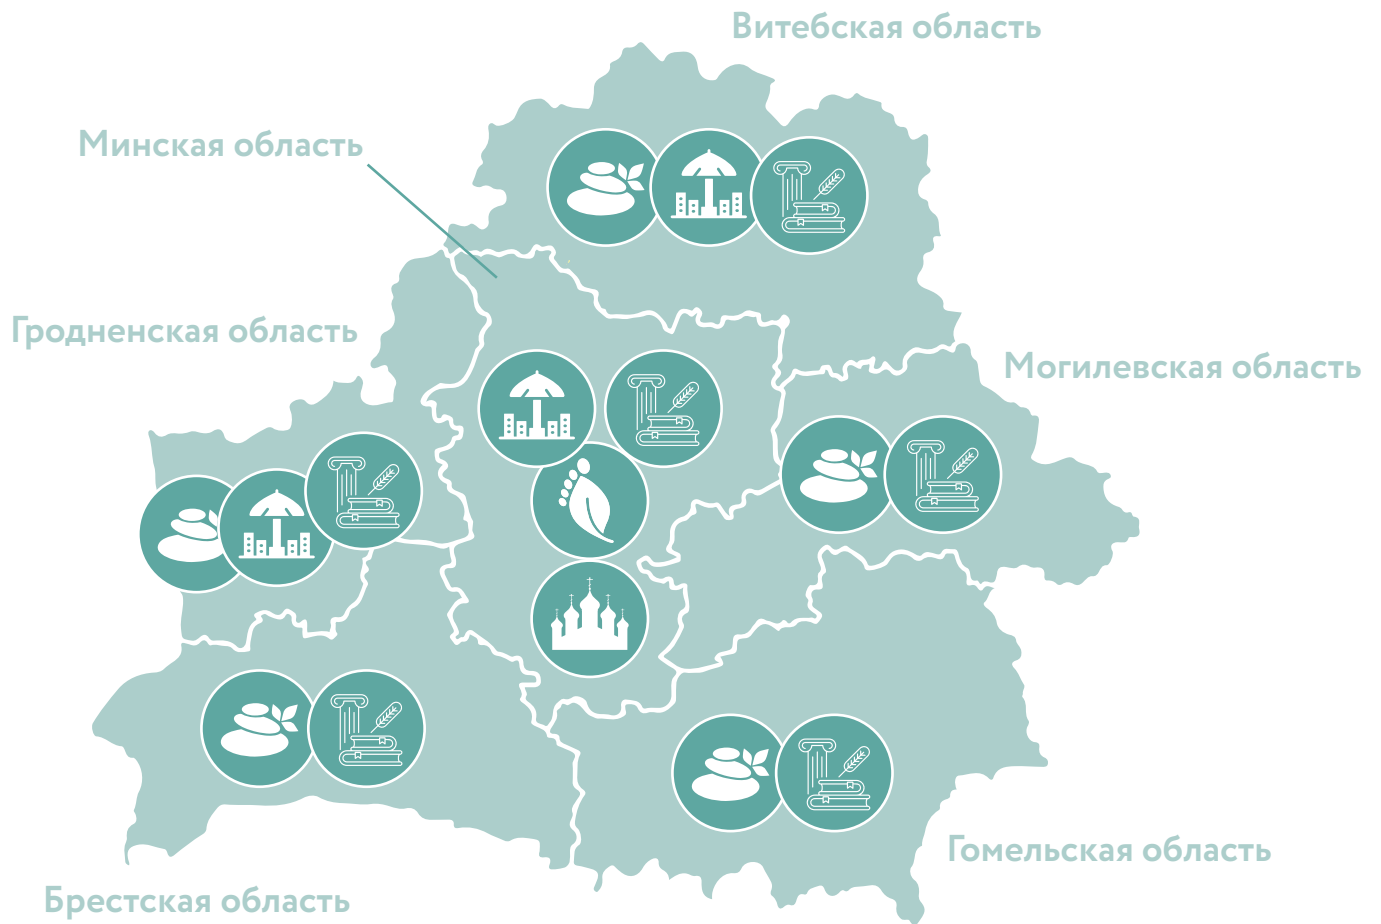 Витебская область
Минская область
Гродненская область
Могилевская область
Гомельская область
Брестская область